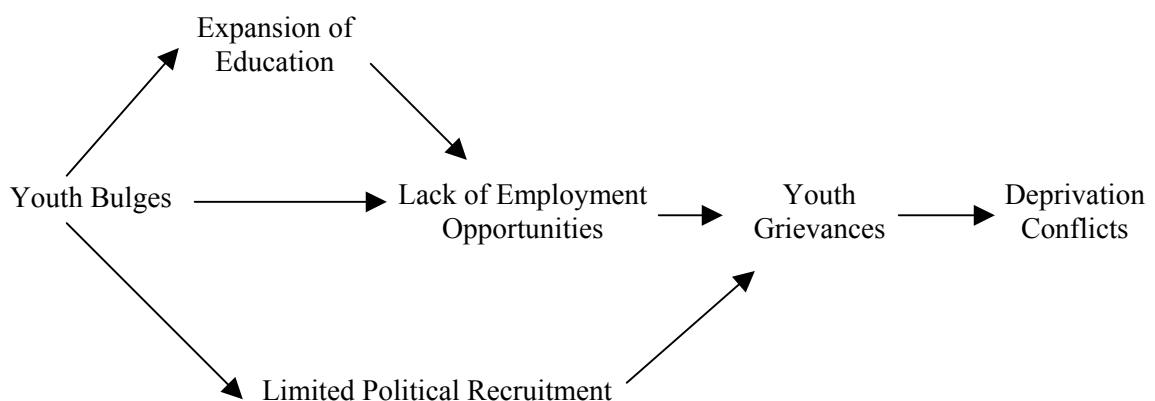 Expansion of
Education
Youth Bulges
Lack of Employment
Opportunities
Youth
Grievances
Deprivation
Conflicts
Limited Political Recruitment